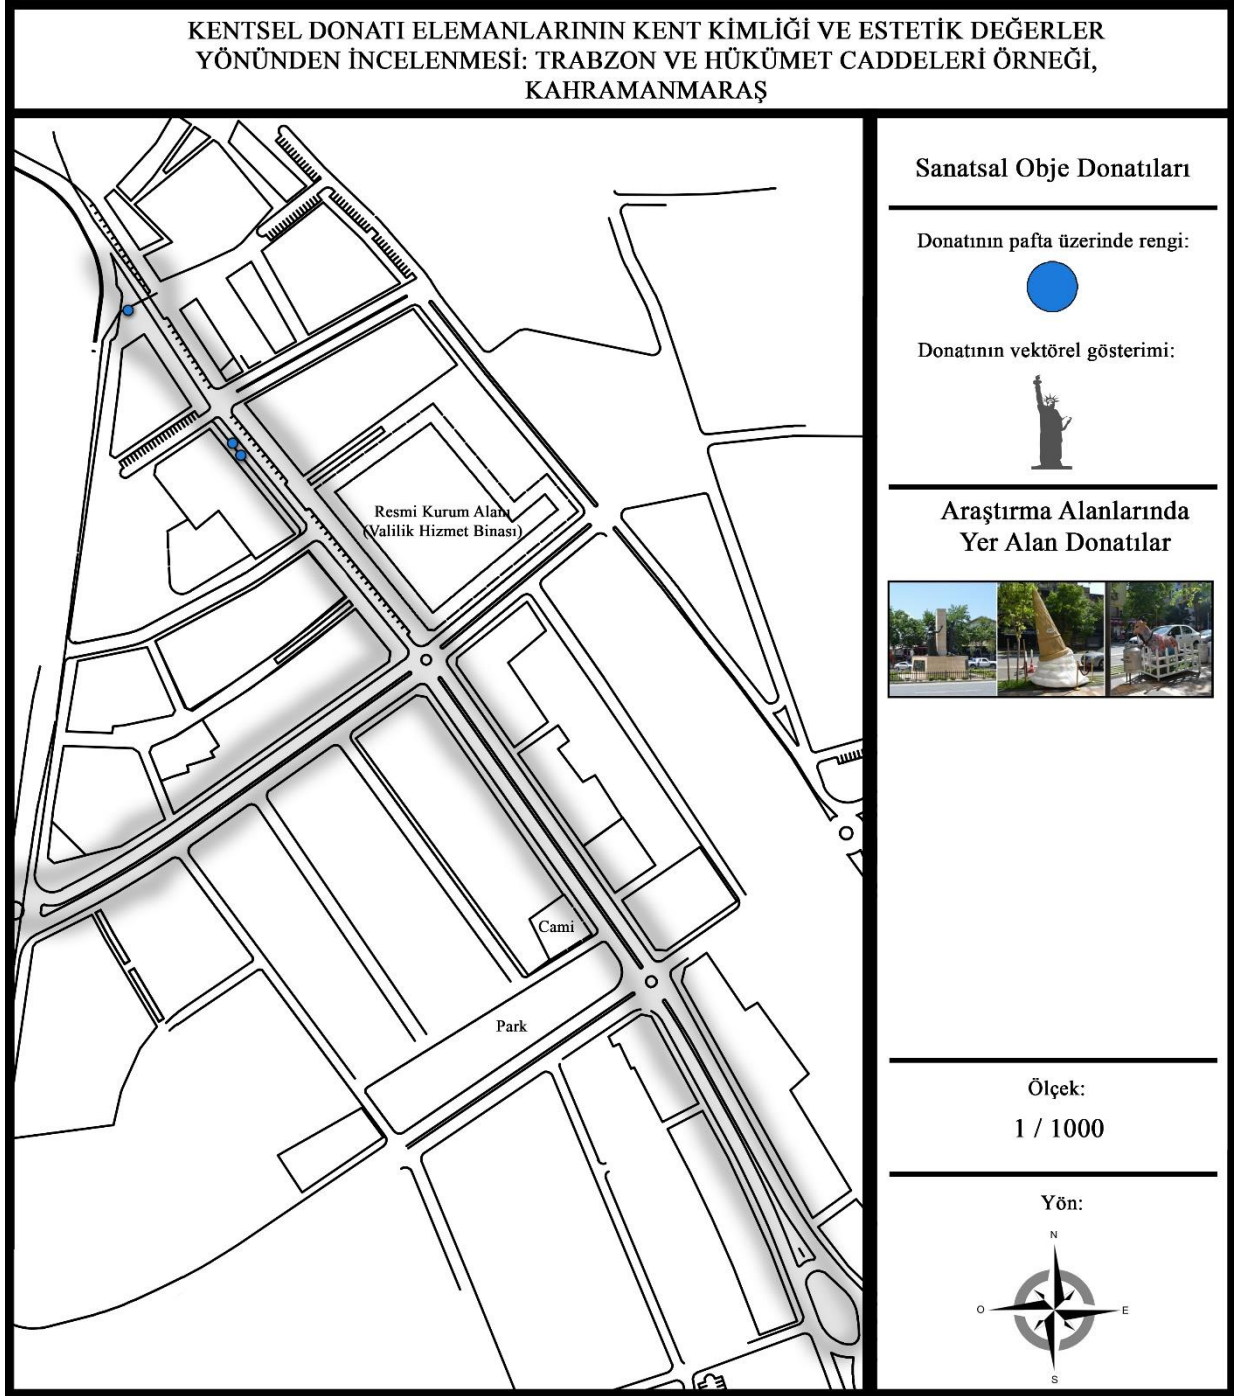 KENTSEL DONATI ELEMANLARININ KENT KİMLİĞİ VE ESTETİK DEĞERLER
YÖNÜNDEN İNCELENMESİ: TRABZON VE HÜKÜMET CADDELERİ ÖRNEĞİ,
KAHRAMANMARAŞ
Resmi Kurum Alanı
(Valilik Hizmet Binası)
Cami
Park
Sanatsal Obje Donatıları
Donatının pafta üzerinde rengi:
Donatının vektörel gösterimi:
Araştırma Alanlarında
Yer Alan Donatılar
Ölçek:
1 / 1000
Yön:
N
O
E
S